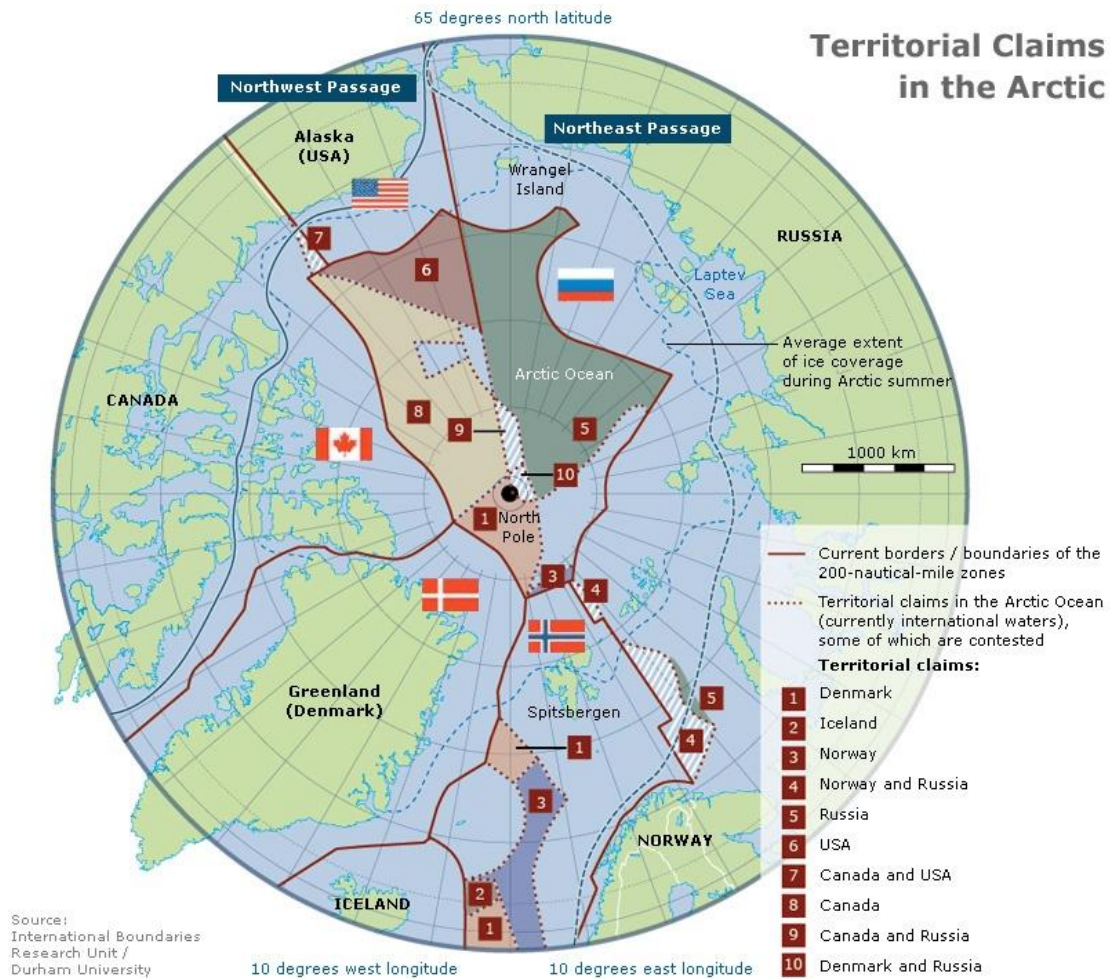 65 degrees north latitude
Territorial Claims
in the Arctic
Northwest Passage
Northeast Passage
Alaska
(USA)
Wrangel
Island
RUSSIA
7
6
Laptev
Sea
Average extent
of ice coverage
during Arctic summer
Arctic Ocean
CANADA
8
9
5
10
1000 km
1
North
Pole
3
4
Greenland
(Denmark)
Spitsbergen
5
4
1
3
NORWAY
2
1
ICELAND
Current borders / boundaries of the
200-nautical-mile zones
Territorial claims in the Arctic Ocean
(currently international waters),
some of which are contested
Territorial claims:
1 Denmark
2 Iceland
3 Norway
4 Norway and Russia
5 Russia
6 USA
7 Canada and USA
8 Canada
9 Canada and Russia
10 Denmark and Russia
Source:
International Boundaries
Research Unit /
Durham University
10 degrees west longitude
10 degrees east longitude